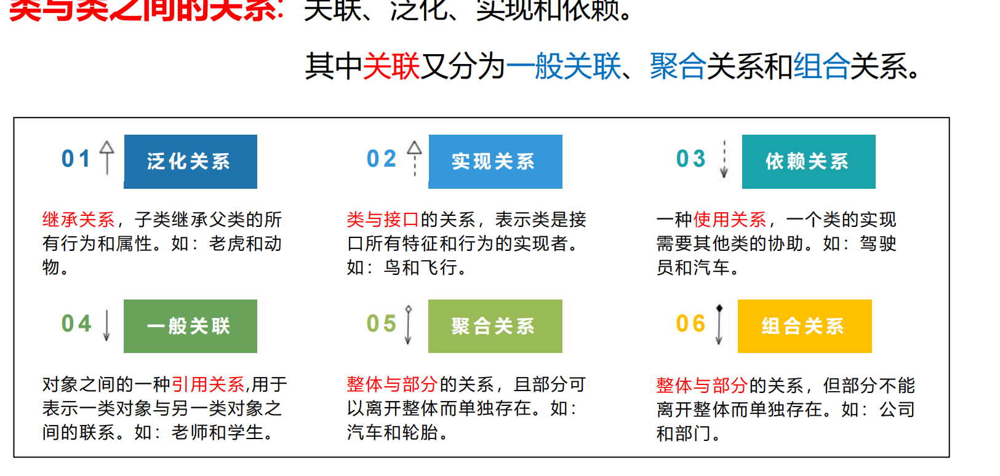 类与类之间的关系：关联、泛化、实现和依赖。
其中关联又分为一般关联、聚合关系和组合关系。
01 泛化关系
继承关系，子类继承父类的所
有行为和属性。如：老虎和动
物。
02 实现关系
类与接口的关系，表示类是接
口所有特征和行为的实现者。
如：鸟和飞行。
03 依赖关系
一种使用关系，一个类的实现
需要其他类的协助。如：驾驶
员和汽车。
04 一般关联
对象之间的一种引用关系,用于
表示一类对象与另一类对象之
间的联系。如：老师和学生。
05 聚合关系
整体与部分的关系，且部分可
以离开整体而单独存在。如：
汽车和轮胎。
06 组合关系
整体与部分的关系，但部分不能
离开整体而单独存在。如：公司
和部门。